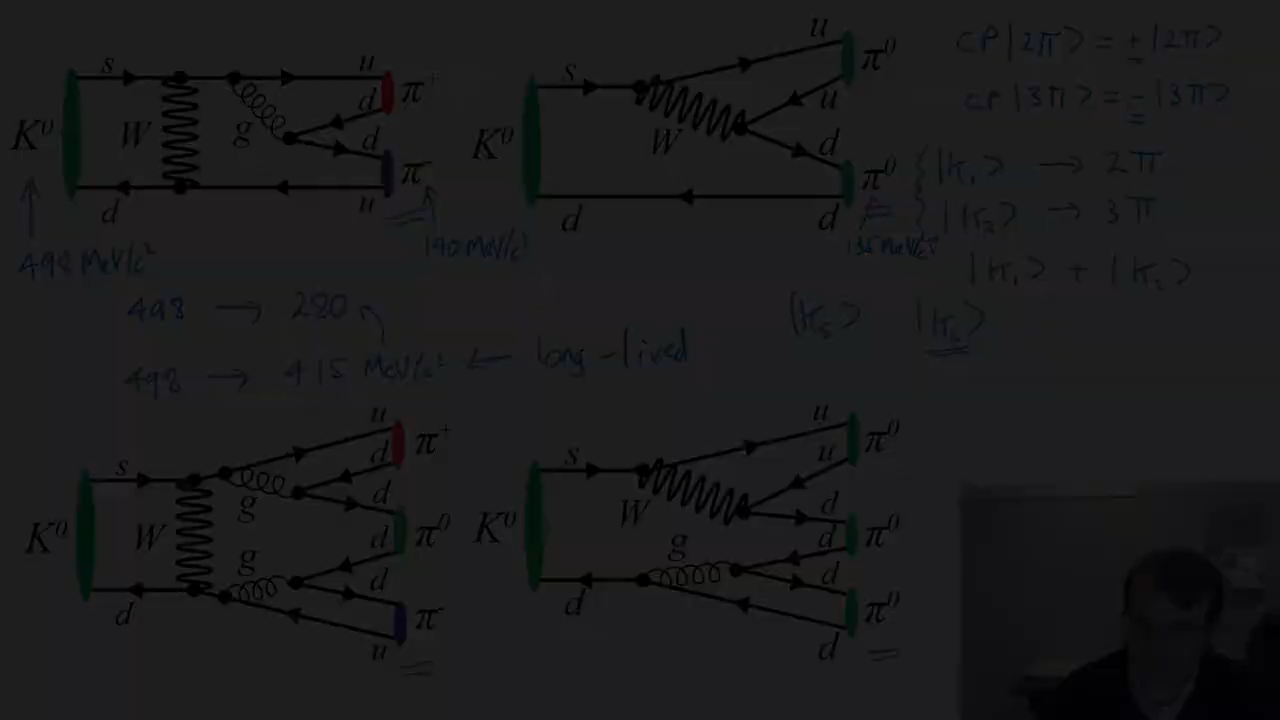 s u
d π⁺
K⁰ W g
d π⁻
d u
498 MeV/c² 140 MeV/c²
s u π⁰
u
K⁰ W d
π⁰
d d
135 MeV/c²
CP |2π⟩ = + |2π⟩
CP |3π⟩ = − |3π⟩
|K₁⟩ → 2π
|K₂⟩ → 3π
|K₁⟩ + |K₂⟩
|K_S⟩ |K_L⟩
498 → 280
498 → 415 MeV/c² ← long-lived
s u π⁺
g d
d
K⁰ W π⁰
g d
d
d π⁻
u
s u π⁰
u
W d
K⁰ π⁰
g d
d
d π⁰
d